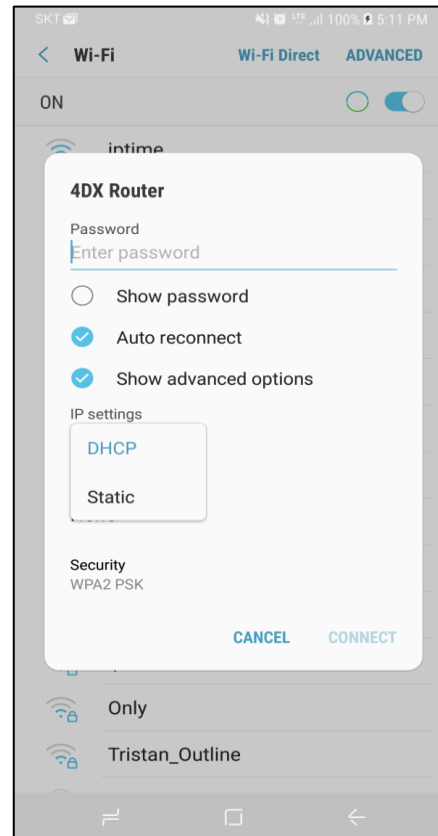 SKT 100% 5:11 PM
Wi-Fi Wi-Fi Direct ADVANCED
ON
iptime
4DX Router
Password
Enter password
Show password
Auto reconnect
Show advanced options
IP settings
DHCP
Static
Security
WPA2 PSK
CANCEL CONNECT
Only
Tristan_Outline